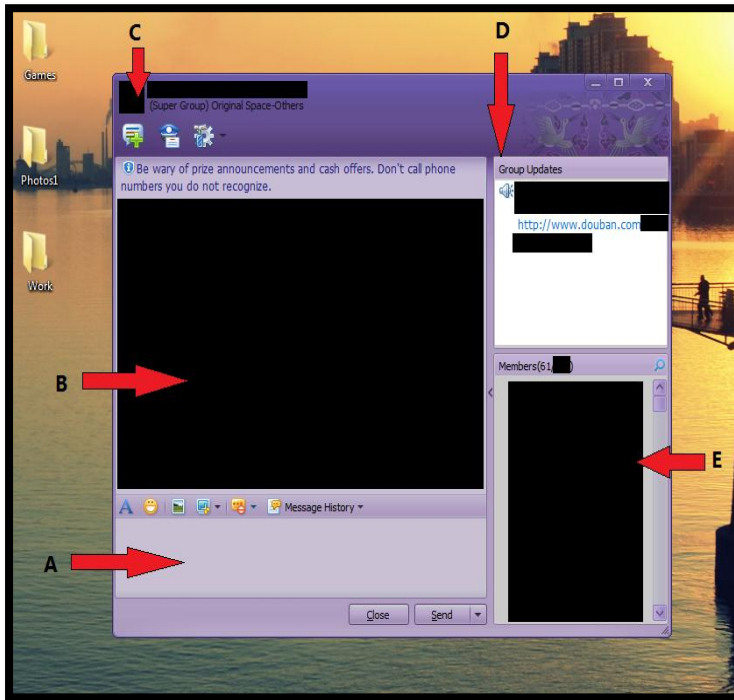 C
D
Games
(Super Group) Original Space-Others
Photos1
Be wary of prize announcements and cash offers. Don't call phone
numbers you do not recognize.
Group Updates
http://www.douban.com
Work
B
Members(61/
)
E
A
Message History
A
Close
Send